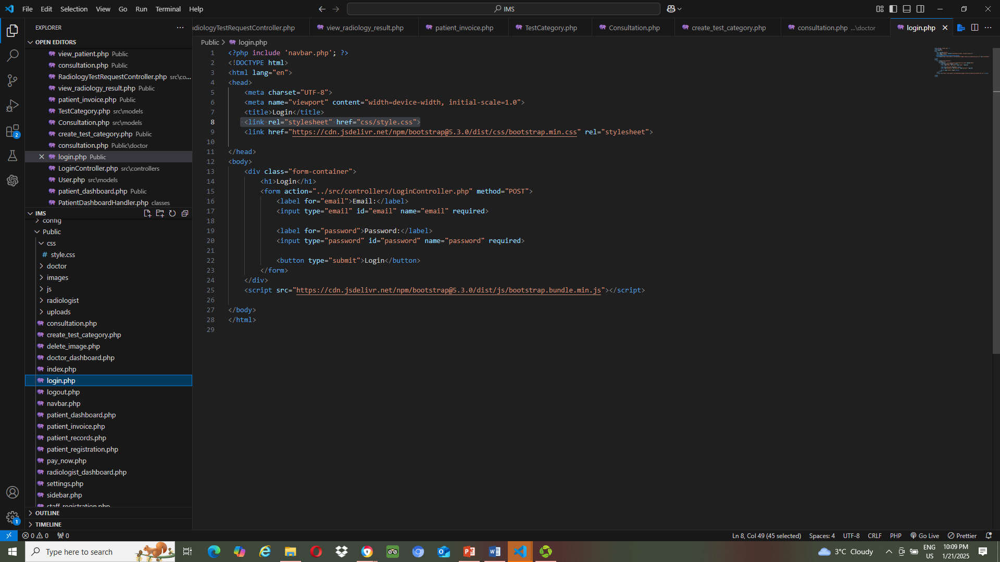 File Edit Selection View Go Run Terminal Help
IMS
EXPLORER
OPEN EDITORS
view_patient.php Public
consultation.php Public
RadiologyTestRequestController.php src\co...
view_radiology_result.php Public
patient_invoice.php Public
TestCategory.php src\models
Consultation.php src\models
create_test_category.php Public
consultation.php Public\doctor
login.php Public
LoginController.php src\controllers
User.php src\models
patient_dashboard.php Public
PatientDashboardHandler.php classes
IMS
config
Public
css
# style.css
doctor
images
js
radiologist
uploads
consultation.php
create_test_category.php
delete_image.php
doctor_dashboard.php
index.php
login.php
logout.php
navbar.php
patient_dashboard.php
patient_invoice.php
patient_records.php
patient_registration.php
pay_now.php
radiologist_dashboard.php
settings.php
sidebar.php
staff_registration.php
OUTLINE
TIMELINE
2
1
diologyTestRequestController.php view_radiology_result.php patient_invoice.php TestCategory.php Consultation.php create_test_category.php consultation.php ...\doctor login.php
Public > login.php
1 <?php include 'navbar.php'; ?>
2 <!DOCTYPE html>
3 <html lang="en">
4 <head>
5 <meta charset="UTF-8">
6 <meta name="viewport" content="width=device-width, initial-scale=1.0">
7 <title>Login</title>
8 <link rel="stylesheet" href="css/style.css">
9 <link href="https://cdn.jsdelivr.net/npm/bootstrap@5.3.0/dist/css/bootstrap.min.css" rel="stylesheet">
10
11 </head>
12 <body>
13 <div class="form-container">
14 <h1>Login</h1>
15 <form action="../src/controllers/LoginController.php" method="POST">
16 <label for="email">Email:</label>
17 <input type="email" id="email" name="email" required>
18
19 <label for="password">Password:</label>
20 <input type="password" id="password" name="password" required>
21
22 <button type="submit">Login</button>
23 </form>
24 </div>
25 <script src="https://cdn.jsdelivr.net/npm/bootstrap@5.3.0/dist/js/bootstrap.bundle.min.js"></script>
26
27 </body>
28 </html>
29
0 0 0
Ln 8, Col 49 (45 selected) Spaces: 4 UTF-8 CRLF PHP Go Live Prettier
Type here to search
3°C Cloudy
ENG
US
10:09 PM
1/21/2025